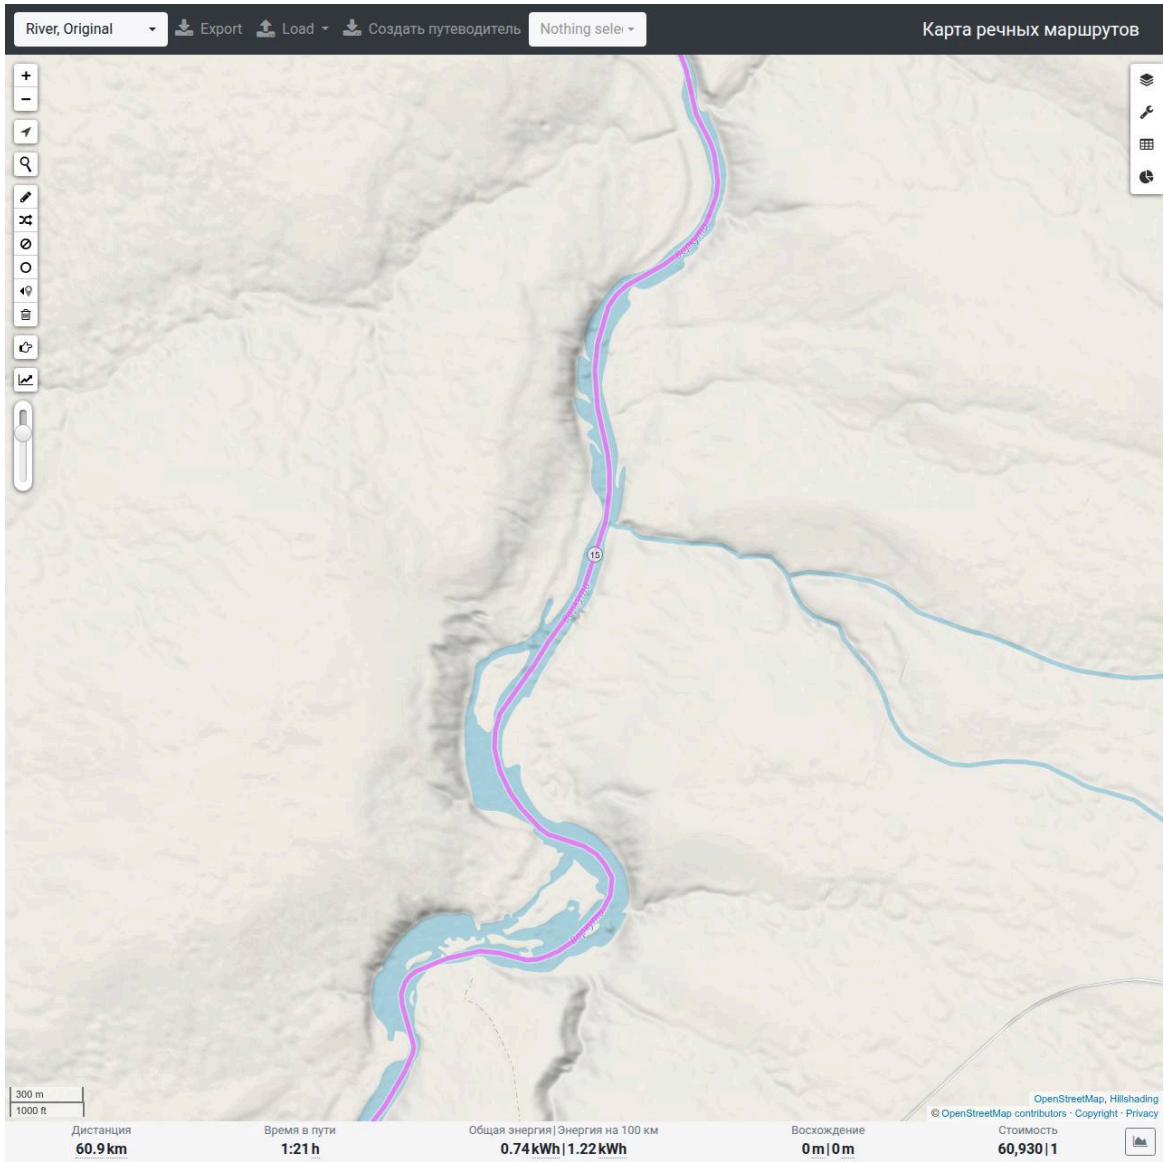 River, Original
Export
Load
Создать путеводитель
Nothing selec
Карта речных маршрутов
15
300 m
1000 ft
OpenStreetMap, Hillshading
© OpenStreetMap contributors · Copyright · Privacy
Дистанция
60.9 km
Время в пути
1:21 h
Общая энергия|Энергия на 100 км
0.74 kWh|1.22 kWh
Восхождение
0 m|0 m
Стоимость
60,930|1